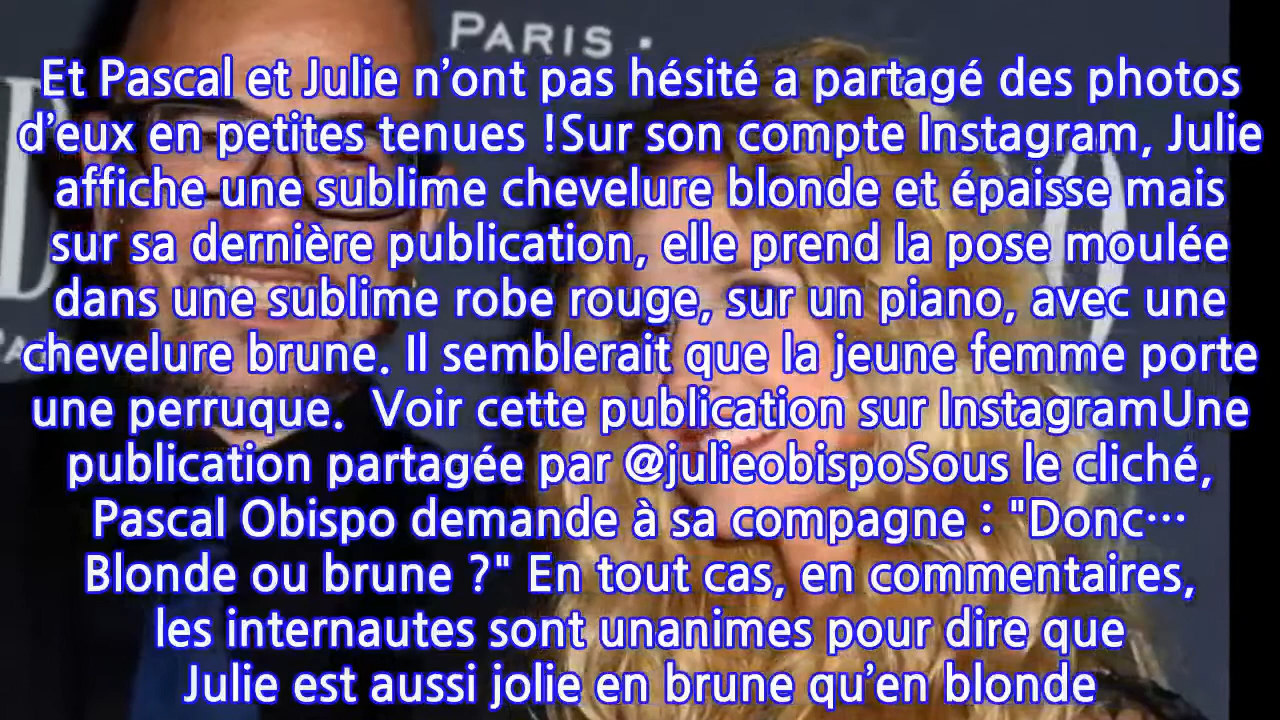 PARIS
Et Pascal et Julie n’ont pas hésité a partagé des photos
d’eux en petites tenues !Sur son compte Instagram, Julie
affiche une sublime chevelure blonde et épaisse mais
sur sa dernière publication, elle prend la pose moulée
dans une sublime robe rouge, sur un piano, avec une
chevelure brune. Il semblerait que la jeune femme porte
une perruque.  Voir cette publication sur InstagramUne
publication partagée par @julieobispoSous le cliché,
Pascal Obispo demande à sa compagne : "Donc…
Blonde ou brune ?" En tout cas, en commentaires,
les internautes sont unanimes pour dire que
Julie est aussi jolie en brune qu’en blonde